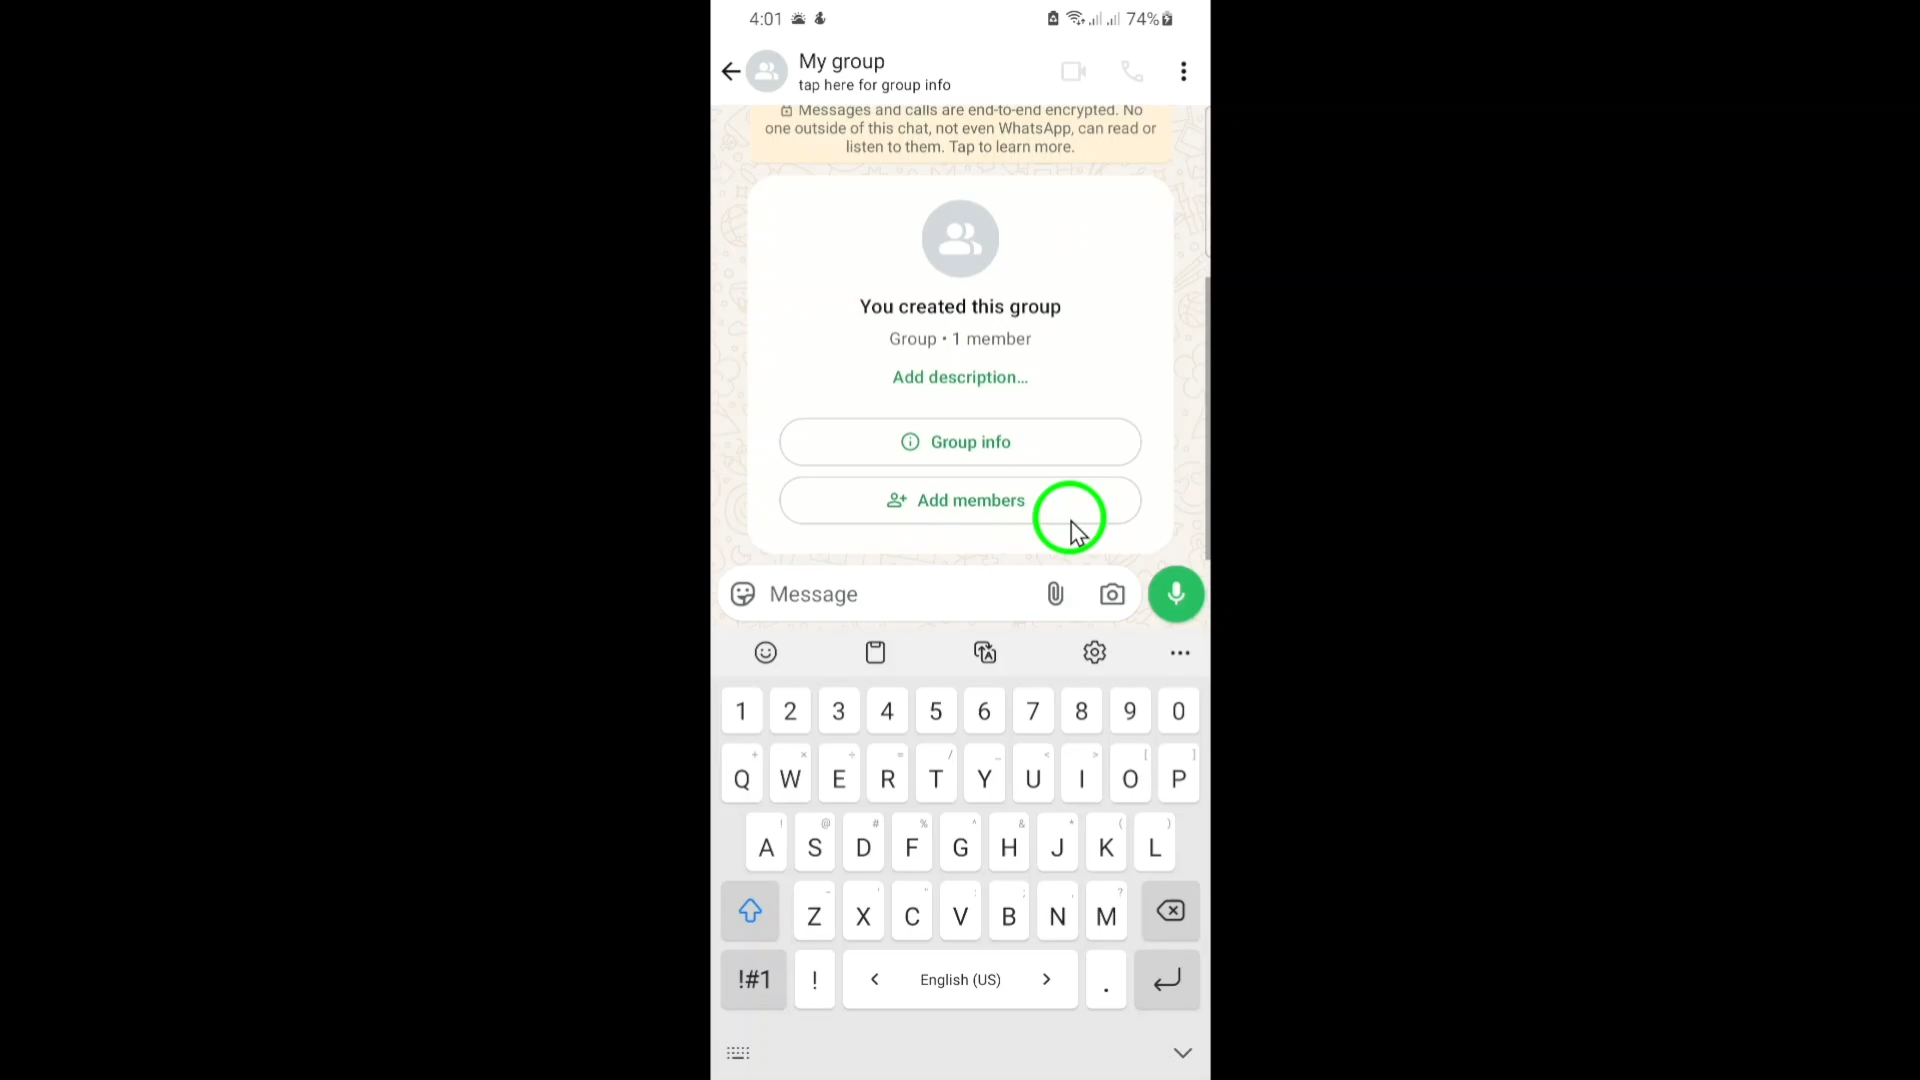 4:01 74%
My group
tap here for group info
Messages and calls are end-to-end encrypted. No
one outside of this chat, not even WhatsApp, can read or
listen to them. Tap to learn more.
You created this group
Group • 1 member
Add description...
Group info
Add members
Message
1 2 3 4 5 6 7 8 9 0
+ × ÷ = / _ < > [ ]
Q W E R T Y U I O P
! @ # % ^ & * ( )
A S D F G H J K L
- ' " : ; , ?
Z X C V B N M
!#1 ! < English (US) > .